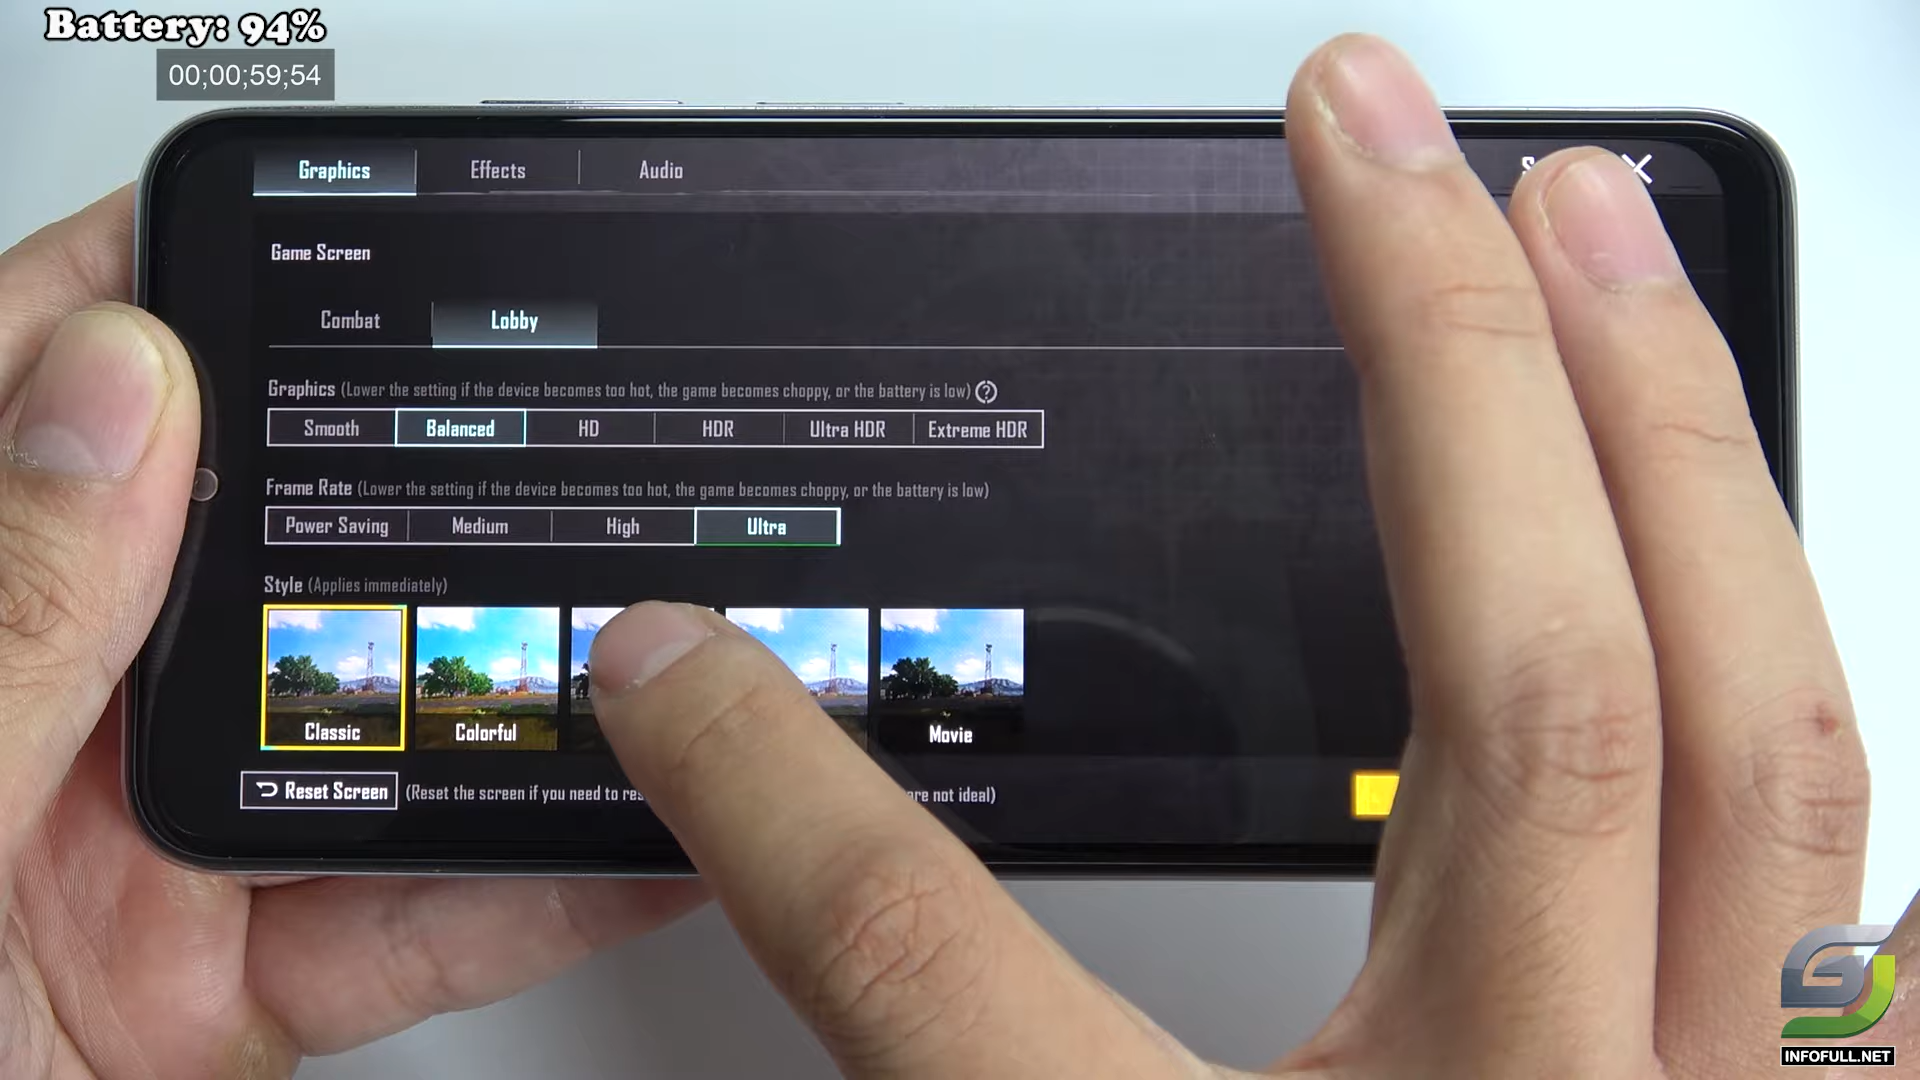 Battery: 94%
00;00;59;54
Graphics
Effects
Audio
Game Screen
Combat
Lobby
Graphics (Lower the setting if the device becomes too hot, the game becomes choppy, or the battery is low) ?
Smooth
Balanced
HD
HDR
Ultra HDR
Extreme HDR
Frame Rate (Lower the setting if the device becomes too hot, the game becomes choppy, or the battery is low)
Power Saving
Medium
High
Ultra
Style (Applies immediately)
Classic
Colorful
Movie
Reset Screen
(Reset the screen if you need to are not ideal)
INFOFULL.NET